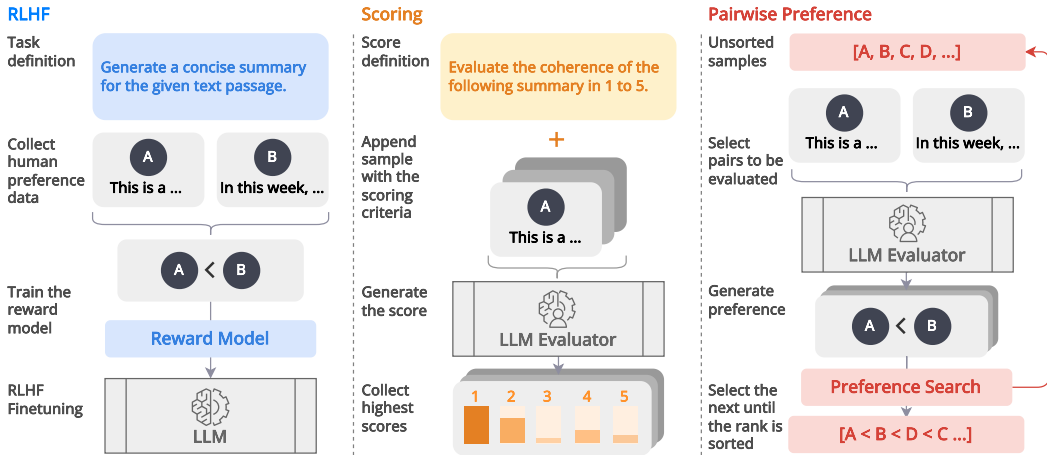 RLHF
Task
definition
Generate a concise summary
for the given text passage.
Collect
human
preference
data
A
This is a ...
B
In this week, ...
A < B
Train the
reward
model
Reward Model
RLHF
Finetuning
LLM
Scoring
Score
definition
Evaluate the coherence of the
following summary in 1 to 5.
+
Append
sample
with the
scoring
criteria
A
This is a ...
Generate
the score
LLM Evaluator
Collect
highest
scores
1 2 3 4 5
Pairwise Preference
Unsorted
samples
[A, B, C, D, ...]
Select
pairs to be
evaluated
A
This is a ...
B
In this week, ...
LLM Evaluator
Generate
preference
A < B
Select the
next until
the rank is
sorted
Preference Search
[A < B < D < C ...]